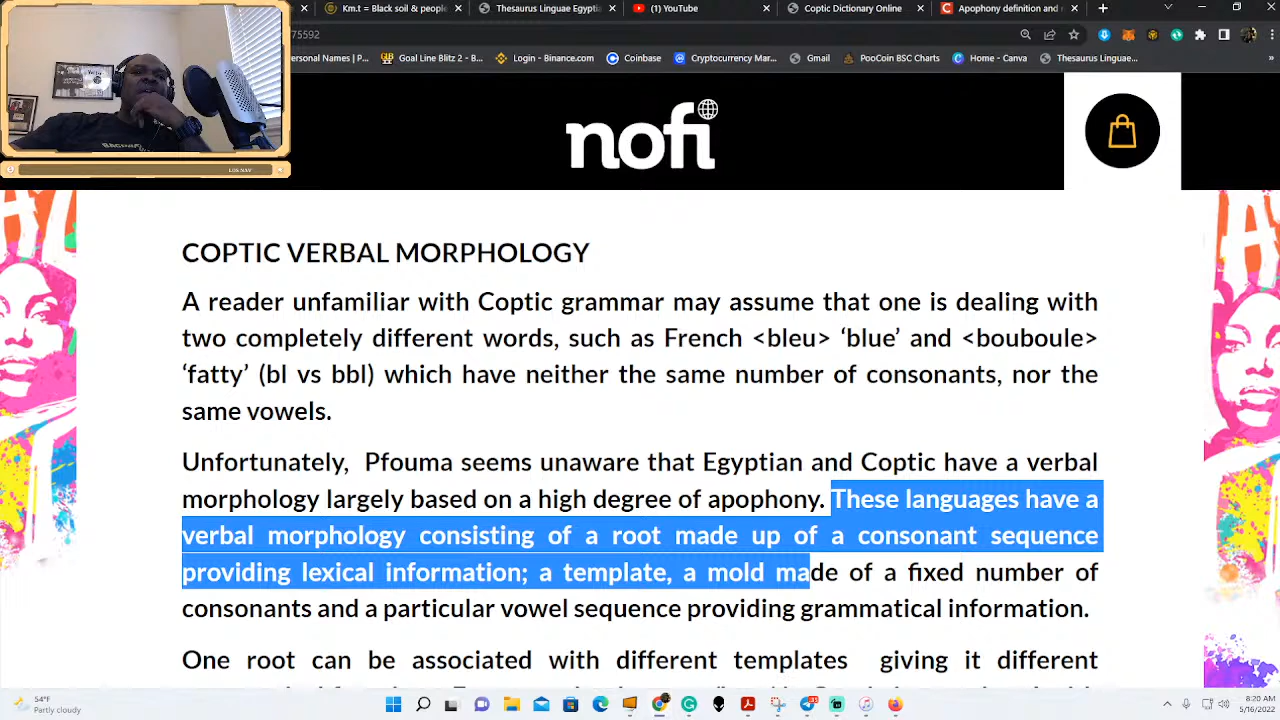 Km.t = Black soil & people
Thesaurus Linguae Egyptia
(1) YouTube
Coptic Dictionary Online
Apophony definition and
75592
ersonal Names | P...
Goal Line Blitz 2 - B...
Login - Binance.com
Coinbase
Cryptocurrency Mar...
Gmail
PooCoin BSC Charts
Home - Canva
Thesaurus Linguae...
»
nofi
COPTIC VERBAL MORPHOLOGY
A reader unfamiliar with Coptic grammar may assume that one is dealing with
two completely different words, such as French <bleu> ‘blue’ and <bouboule>
‘fatty’ (bl vs bbl) which have neither the same number of consonants, nor the
same vowels.
Unfortunately, Pfouma seems unaware that Egyptian and Coptic have a verbal
morphology largely based on a high degree of apophony. These languages have a
verbal morphology consisting of a root made up of a consonant sequence
providing lexical information; a template, a mold made of a fixed number of
consonants and a particular vowel sequence providing grammatical information.
One root can be associated with different templates giving it different
54°F
Partly cloudy
8:20 AM
5/16/2022